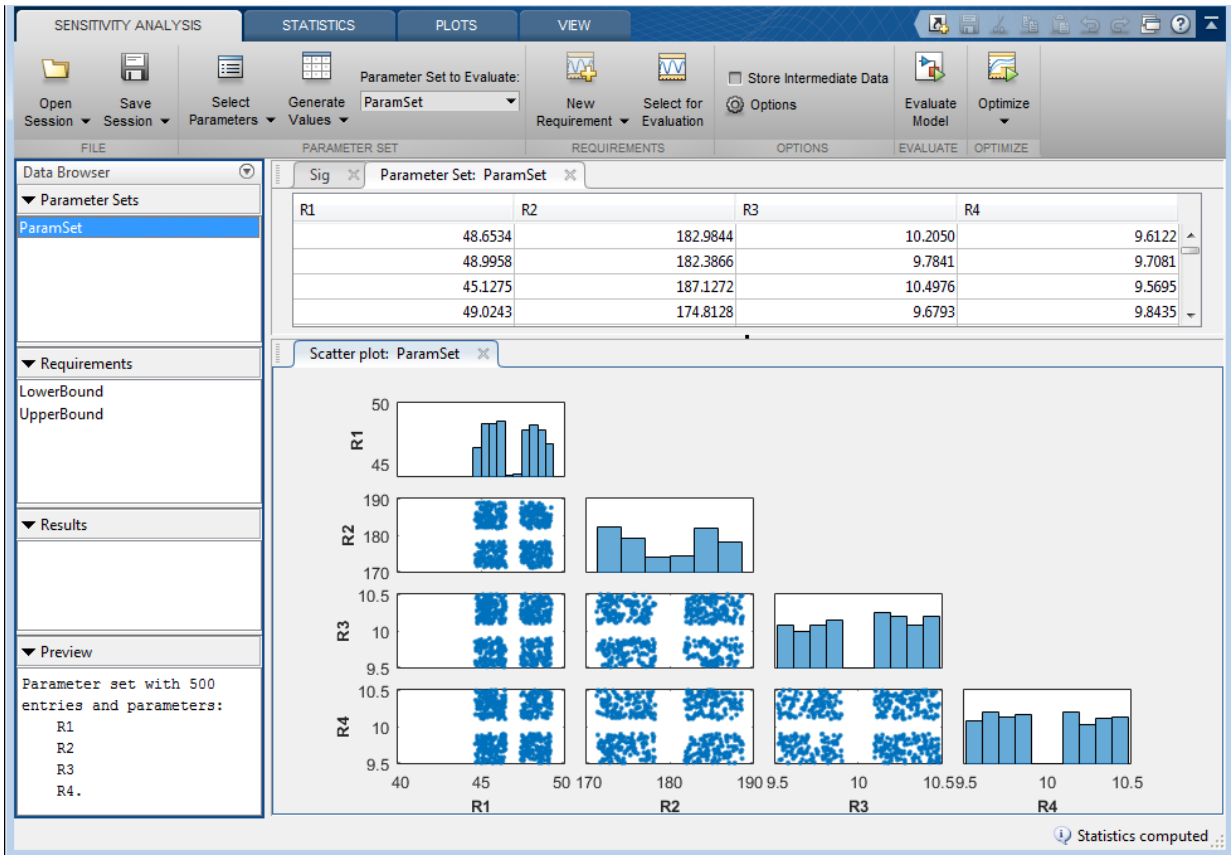 SENSITIVITY ANALYSIS STATISTICS PLOTS VIEW
Open Session
Save Session
Select Parameters
Generate Values
Parameter Set to Evaluate:
ParamSet
New Requirement
Select for Evaluation
Store Intermediate Data
Options
Evaluate Model
Optimize
FILE PARAMETER SET REQUIREMENTS OPTIONS EVALUATE OPTIMIZE
Data Browser
Parameter Sets
ParamSet
Requirements
LowerBound
UpperBound
Results
Preview
Parameter set with 500
entries and parameters:
R1
R2
R3
R4.
Sig Parameter Set: ParamSet
R1 R2 R3 R4
48.6534 182.9844 10.2050 9.6122
48.9958 182.3866 9.7841 9.7081
45.1275 187.1272 10.4976 9.5695
49.0243 174.8128 9.6793 9.8435
Scatter plot: ParamSet
50
R1
45
190
R2 180
170
10.5
R3 10
9.5
10.5
R4 10
9.5
40 45 50 170 180 190 9.5 10 10.5 9.5 10 10.5
R1 R2 R3 R4
Statistics computed